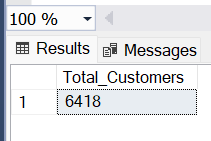 100 %
Results Messages
Total_Customers
1 6418